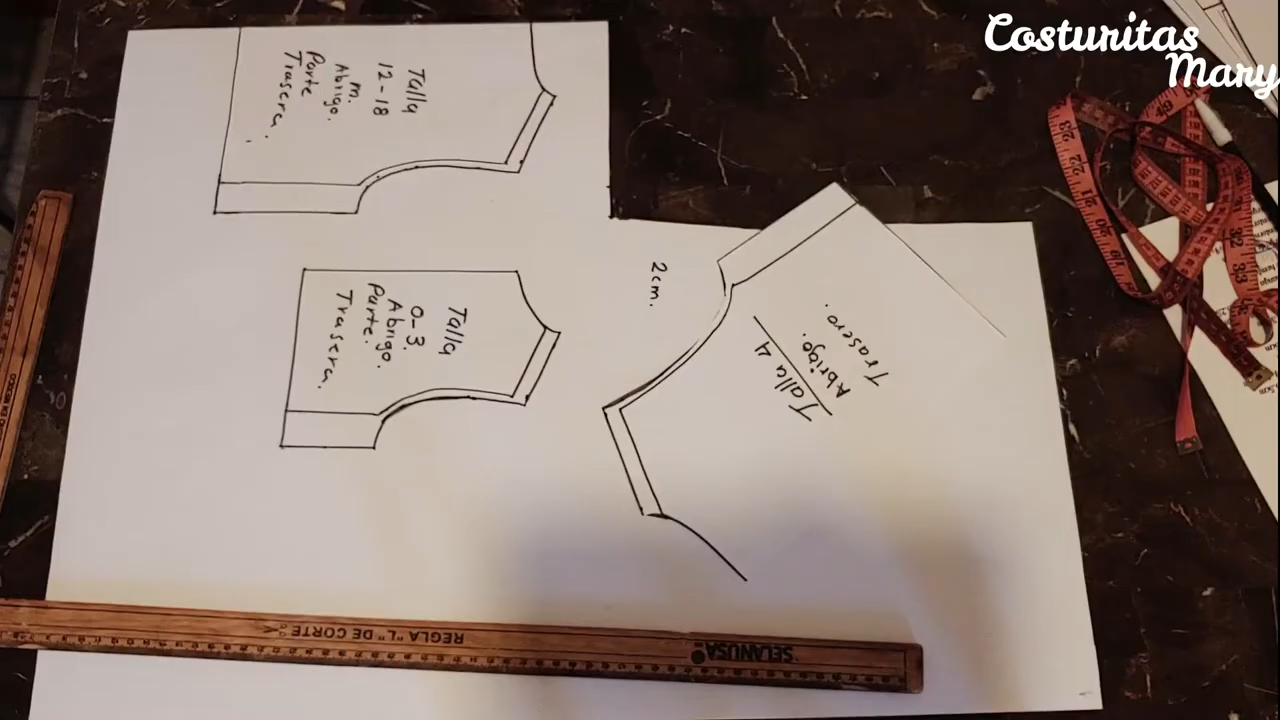 Costuritas
Mary
Talla
12-18
m.
Abrigo.
Parte
Trasera.
Talla
0-3
Abrigo.
Parte.
Trasera.
2cm.
Talla 4
Abrigo.
Trasero.
REGLA "L" DE CORTE
SELANUSA